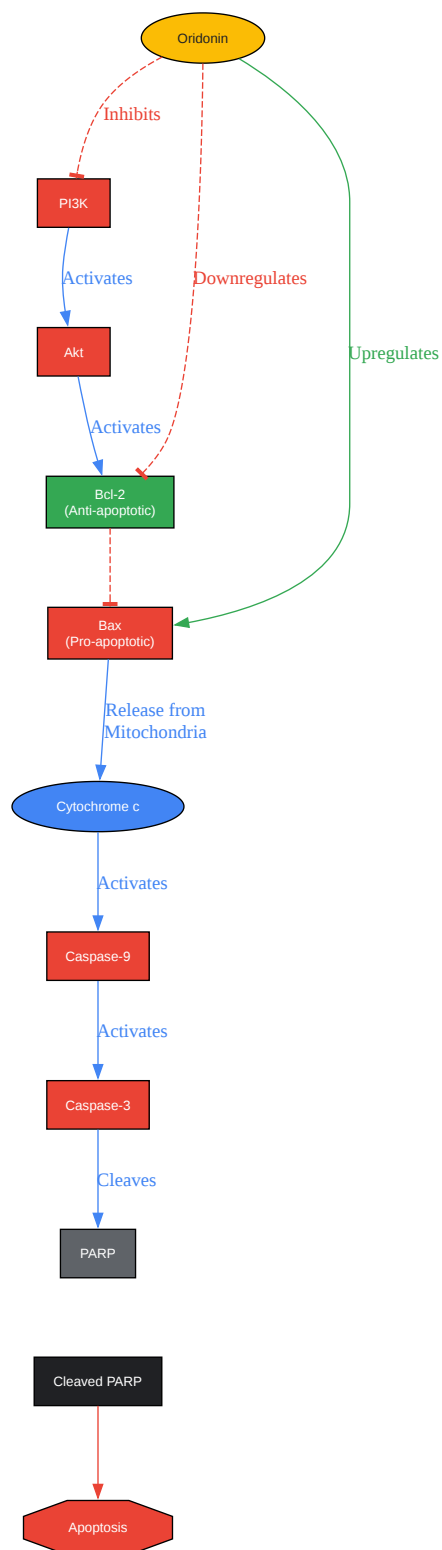 Oridonin
Inhibits
PI3K
Activates
Downregulates
Akt
Upregulates
Activates
Bcl-2
(Anti-apoptotic)
Bax
(Pro-apoptotic)
Release from
Mitochondria
Cytochrome c
Activates
Caspase-9
Activates
Caspase-3
Cleaves
PARP
Cleaved PARP
Apoptosis